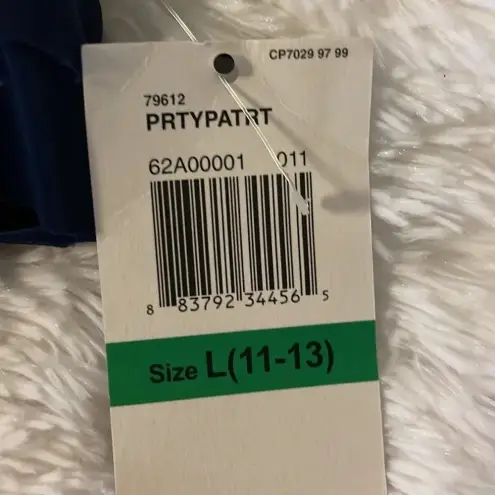 CP7029 97 99
79612
PRTYPATRT
62A00001 011
8 83792 34456 5
Size L(11-13)